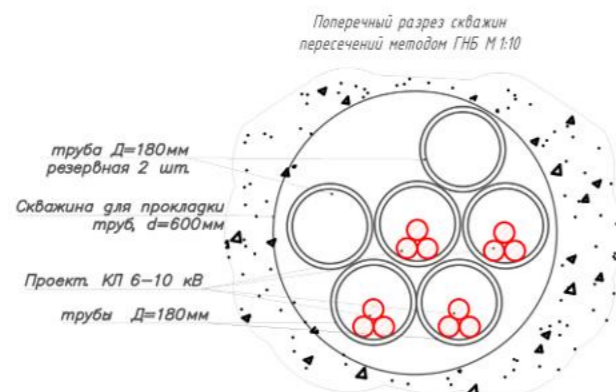 Поперечный разрез скважин
пересечений методом ГНБ М 1:10
труба Д=180мм
резервная 2 шт.
Скважина для прокладки
труб, d=600мм
Проект. КЛ 6-10 кВ
трубы Д=180мм